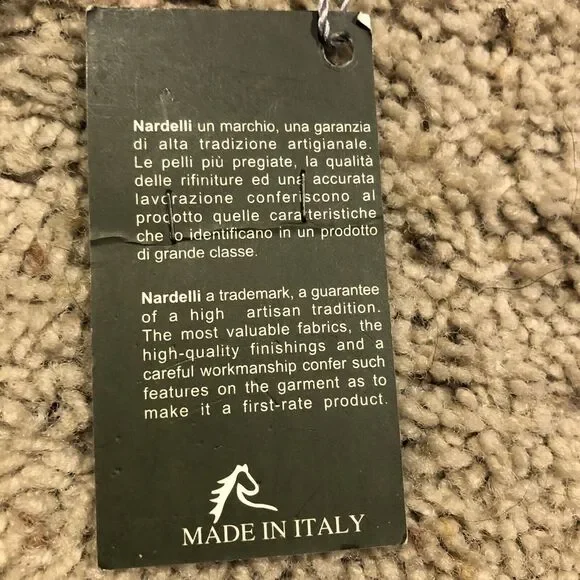 Nardelli un marchio, una garanzia
di alta tradizione artigianale.
Le pelli più pregiate, la qualità
delle rifiniture ed una accurata
lavorazione conferiscono al
prodotto quelle caratteristiche
che lo identificano in un prodotto
di grande classe.
Nardelli a trademark, a guarantee
of a high artisan tradition.
The most valuable fabrics, the
high-quality finishings and a
careful workmanship confer such
features on the garment as to
make it a first-rate product.
MADE IN ITALY